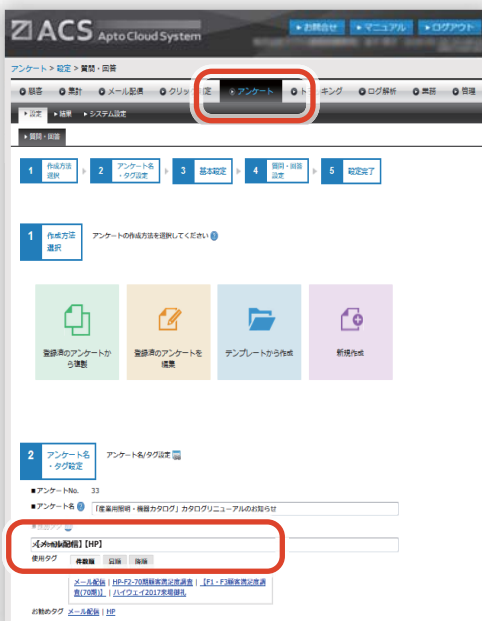 ACS Apto Cloud System
お問合せ マニュアル ログアウト
アンケート > 設定 > 質問・回答
顧客 集計 メール配信 アンケート ログ解析 業務 管理
設定 結果 システム設定
質問・回答
1 作成方法選択 2 アンケート名・タグ設定 3 基本設定 4 質問・回答設定 5 設定完了
1 作成方法選択 アンケートの作成方法を選択してください
登録済のアンケートか
ら複製
登録済のアンケートを
編集
テンプレートから作成
新規作成
2 アンケート名・タグ設定 アンケート名/タグ設定
■アンケートNo. 33
■アンケート名 「産業用照明・機器カタログ」カタログリニューアルのお知らせ
【メール配信】【HP】
使用タグ 件数順 昇順 降順
メール配信 | HP-F2-70期顧客満足度調査 | 【F1・F3顧客満足度調
査(70期)】 | ハイウェイ2017来場御礼
お勧めタグ メール配信 | HP